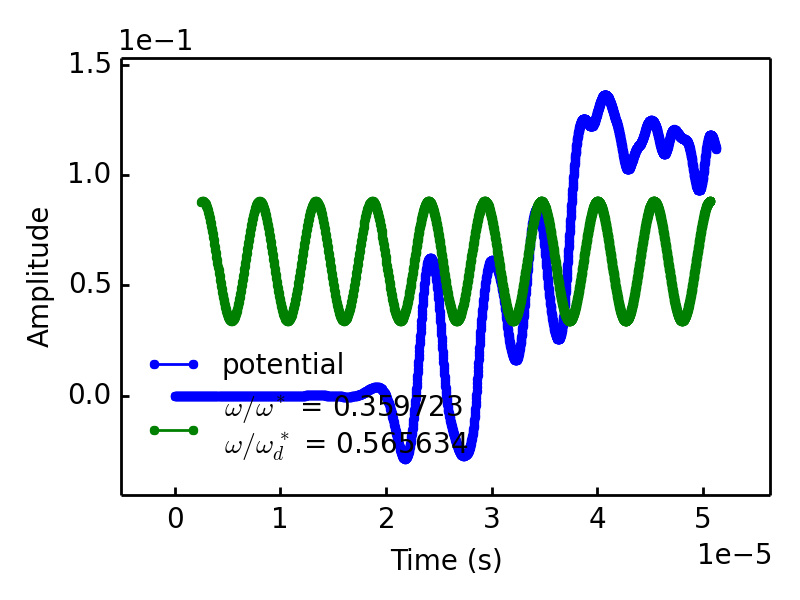 1e−1
1.5
1.0
0.5
0.0
Amplitude
potential
ω/ω* = 0.359723
ω/ω_d* = 0.565634
0 1 2 3 4 5
1e−5
Time (s)